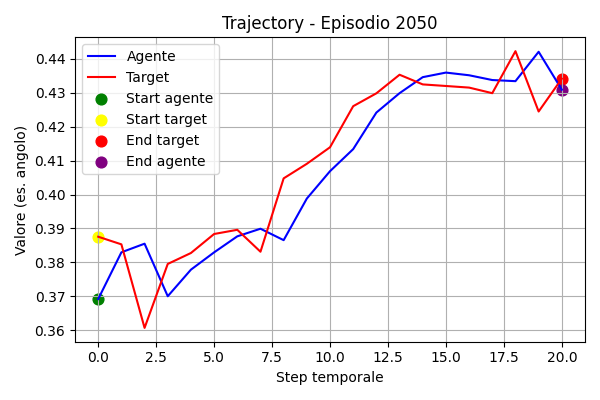 Trajectory - Episodio 2050
Agente
Target
Start agente
Start target
End target
End agente
Valore (es. angolo)
0.44
0.43
0.42
0.41
0.40
0.39
0.38
0.37
0.36
0.0 2.5 5.0 7.5 10.0 12.5 15.0 17.5 20.0
Step temporale